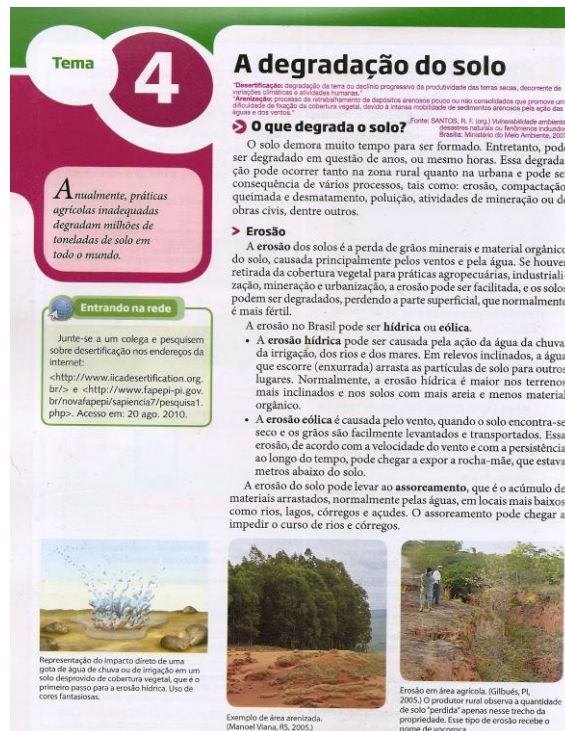 Tema
4
A degradação do solo
"Desertificação: degradação da terra ou declínio progressivo da produtividade das terras secas, decorrente de
variações climáticas e atividades humanas."
"Arenização: processo de retrabalhamento de depósitos arenosos pouco ou não consolidados que promove uma
dificuldade de fixação da cobertura vegetal, devido à intensa mobilidade de sedimentos arenosos pela ação das
águas e dos ventos."
Fonte: SANTOS, R. F. (org.) Vulnerabilidade ambiental
desastres naturais ou fenômenos induzidos
Brasília: Ministério do Meio Ambiente, 2007
O que degrada o solo?
O solo demora muito tempo para ser formado. Entretanto, pode
ser degradado em questão de anos, ou mesmo horas. Essa degrada-
ção pode ocorrer tanto na zona rural quanto na urbana e pode ser
consequência de vários processos, tais como: erosão, compactação
queimada e desmatamento, poluição, atividades de mineração ou de
obras civis, dentre outros.
Anualmente, práticas
agrícolas inadequadas
degradam milhões de
toneladas de solo em
todo o mundo.
> Erosão
A erosão dos solos é a perda de grãos minerais e material orgânico
do solo, causada principalmente pelos ventos e pela água. Se houver
retirada da cobertura vegetal para práticas agropecuárias, industriali-
zação, mineração e urbanização, a erosão pode ser facilitada, e os solos
podem ser degradados, perdendo a parte superficial, que normalmente
é mais fértil.
A erosão no Brasil pode ser hídrica ou eólica.
• A erosão hídrica pode ser causada pela ação da água da chuva
da irrigação, dos rios e dos mares. Em relevos inclinados, a água
que escorre (enxurrada) arrasta as partículas de solo para outros
lugares. Normalmente, a erosão hídrica é maior nos terrenos
mais inclinados e nos solos com mais areia e menos material
orgânico.
• A erosão eólica é causada pelo vento, quando o solo encontra-se
seco e os grãos são facilmente levantados e transportados. Essa
erosão, de acordo com a velocidade do vento e com a persistência
ao longo do tempo, pode chegar a expor a rocha-mãe, que estava
metros abaixo do solo.
A erosão do solo pode levar ao assoreamento, que é o acúmulo de
materiais arrastados, normalmente pelas águas, em locais mais baixos
como rios, lagos, córregos e açudes. O assoreamento pode chegar a
impedir o curso de rios e córregos.
Entrando na rede
Junte-se a um colega e pesquisem
sobre desertificação nos endereços da
internet:
<http://www.iicadesertification.org.
br/> e <http://www.fapepi-pi.gov.
br/novafapepi/sapiencia7/pesquisa1.
php>. Acesso em: 20 ago. 2010.
Representação do impacto direto de uma
gota de água de chuva ou de irrigação em um
solo desprovido de cobertura vegetal, que é o
primeiro passo para a erosão hídrica. Uso de
cores fantasiosas.
Exemplo de área arenizada.
(Manoel Viana, RS, 2005.)
Erosão em área agrícola. (Gilbués, PI,
2005.) O produtor rural observa a quantidade
de solo "perdida" apenas nesse trecho da
propriedade. Esse tipo de erosão recebe o
nome de voçoroca.